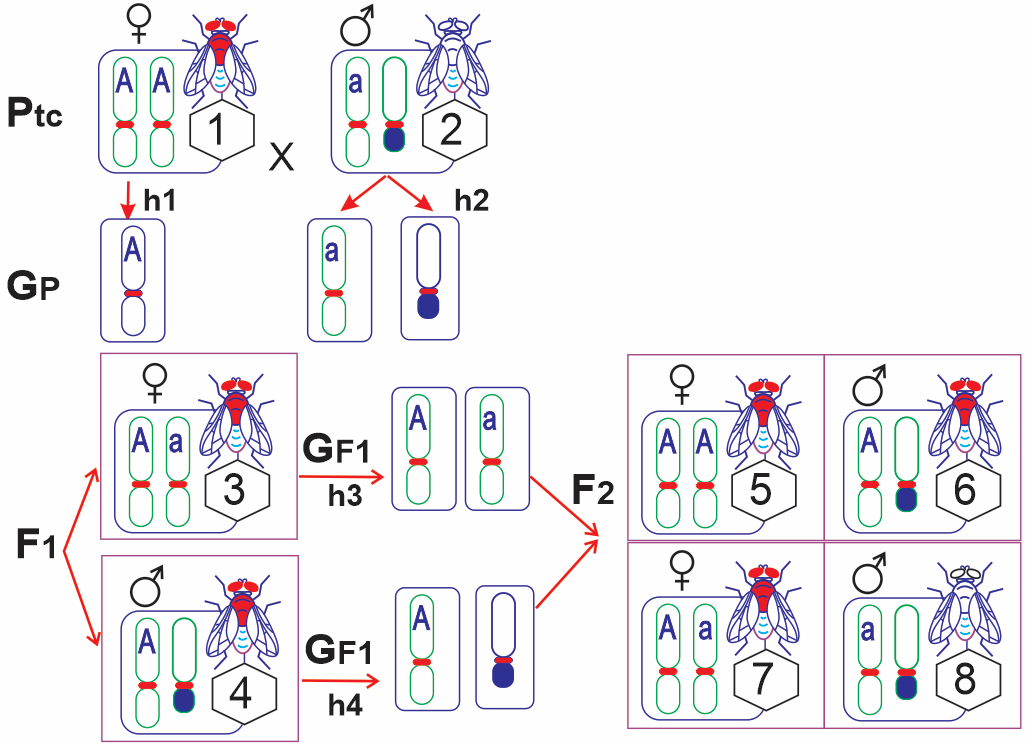 ♀ ♂
A A a
Ptc 1 X 2
h1 h2
GP A a
♀ ♀ ♂
A a 3 GF1 h3 A a A A 5 A 6
F1 F2
♂ ♀ ♂
A 4 GF1 h4 A A a 7 a 8